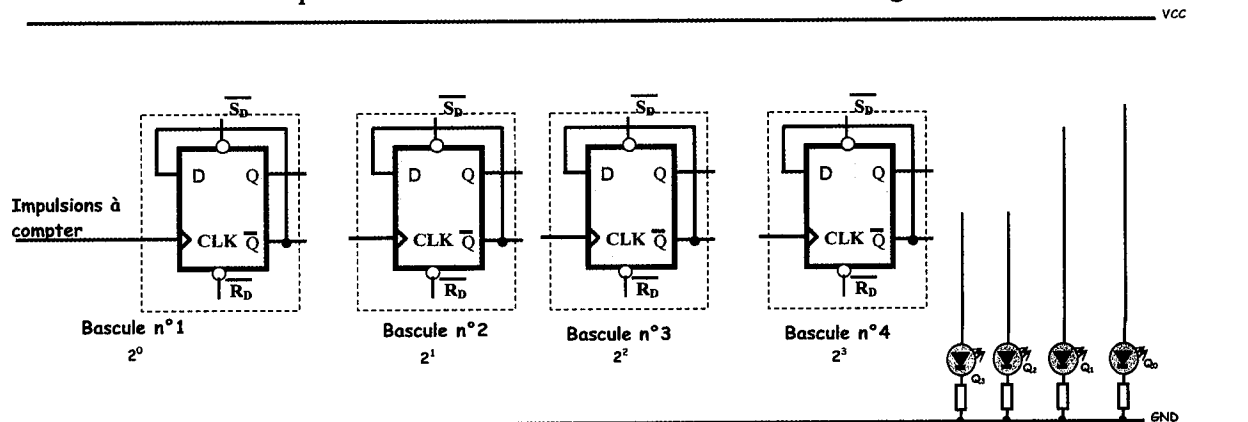 VCC
S̅D̅ S̅D̅ S̅D̅ S̅D̅
D Q D Q D Q D Q
Impulsions à
compter
CLK Q̅ CLK Q̅ CLK Q̅ CLK Q̅
R̅D̅ R̅D̅ R̅D̅ R̅D̅
Bascule n°1 Bascule n°2 Bascule n°3 Bascule n°4
2⁰ 2¹ 2² 2³
Q₃ Q₂ Q₁ Q₀
GND